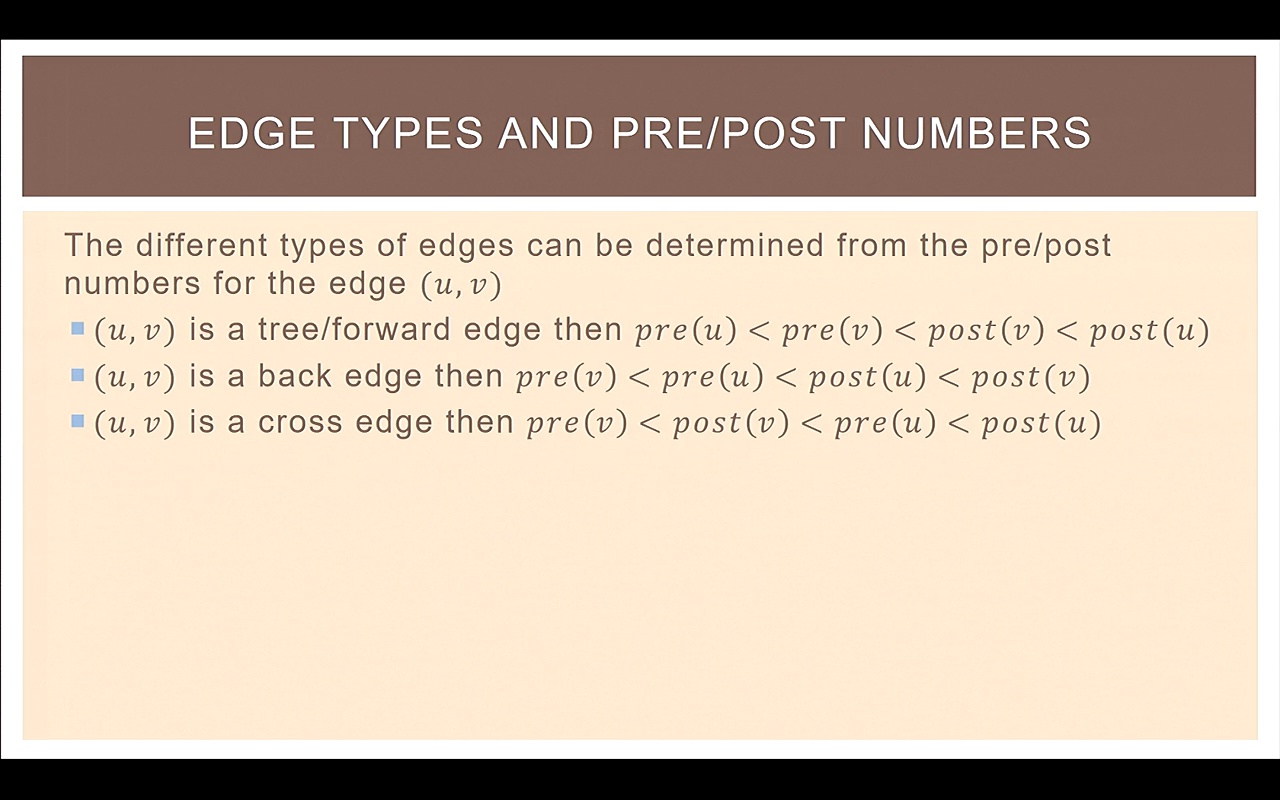 EDGE TYPES AND PRE/POST NUMBERS
The different types of edges can be determined from the pre/post
numbers for the edge (u, v)
(u, v) is a tree/forward edge then pre(u) < pre(v) < post(v) < post(u)
(u, v) is a back edge then pre(v) < pre(u) < post(u) < post(v)
(u, v) is a cross edge then pre(v) < post(v) < pre(u) < post(u)